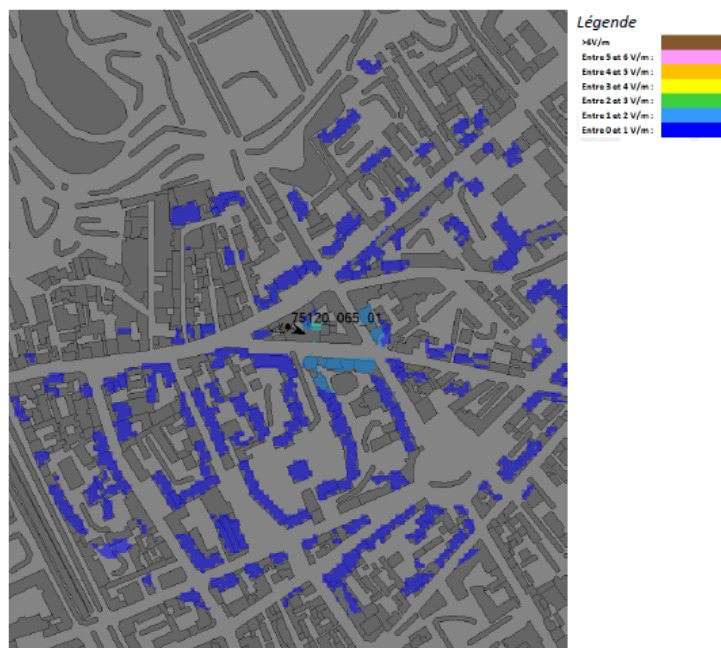 Légende
>6V/m
Entre 5 et 6 V/m :
Entre 4 et 5 V/m :
Entre 3 et 4 V/m :
Entre 2 et 3 V/m :
Entre 1 et 2 V/m :
Entre 0 et 1 V/m :
75120_065_01